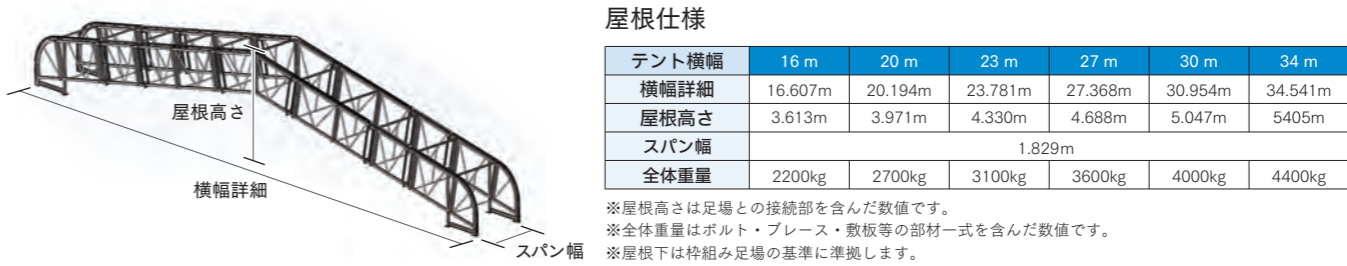 屋根高さ
横幅詳細
スパン幅
屋根仕様
テント横幅 16 m 20 m 23 m 27 m 30 m 34 m
横幅詳細 16.607m 20.194m 23.781m 27.368m 30.954m 34.541m
屋根高さ 3.613m 3.971m 4.330m 4.688m 5.047m 5405m
スパン幅 1.829m
全体重量 2200kg 2700kg 3100kg 3600kg 4000kg 4400kg
※屋根高さは足場との接続部を含んだ数値です。
※全体重量はボルト・ブレース・敷板等の部材一式を含んだ数値です。
※屋根下は枠組み足場の基準に準拠します。